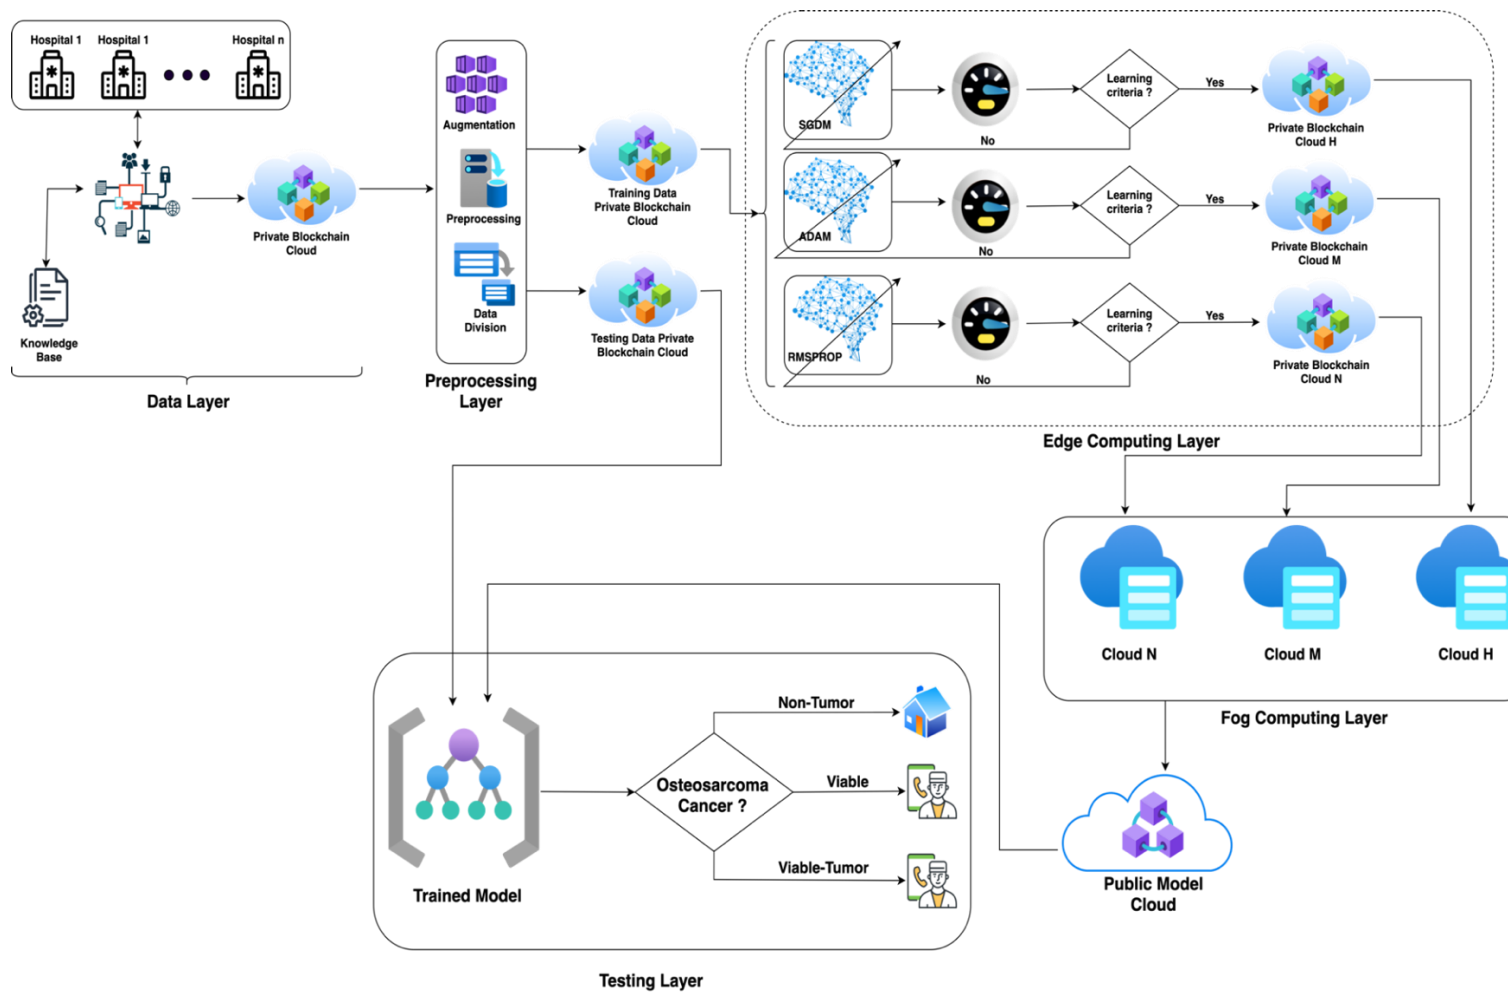 Hospital 1
Hospital 1
Hospital n
Private Blockchain
Cloud
Knowledge
Base
Data Layer
Augmentation
Preprocessing
Data
Division
Preprocessing
Layer
Training Data
Private Blockchain
Cloud
Testing Data Private
Blockchain Cloud
SGDM
No
Learning
criteria ?
Yes
Private Blockchain
Cloud H
ADAM
No
Learning
criteria ?
Yes
Private Blockchain
Cloud M
RMSPROP
No
Learning
criteria ?
Yes
Private Blockchain
Cloud N
Edge Computing Layer
Cloud N
Cloud M
Cloud H
Fog Computing Layer
Public Model
Cloud
Trained Model
Osteosarcoma
Cancer ?
Non-Tumor
Viable
Viable-Tumor
Testing Layer